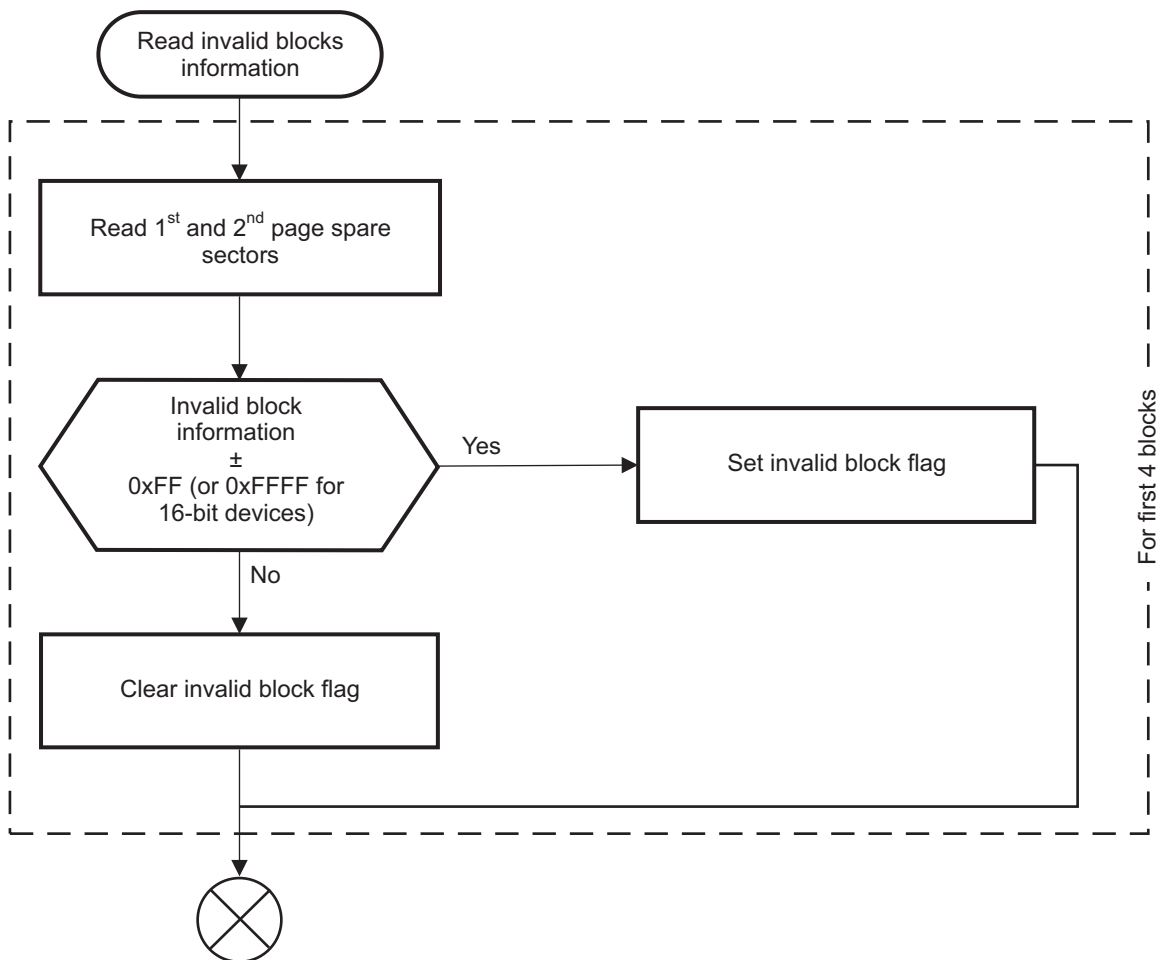 Read invalid blocks
information
Read 1st and 2nd page spare
sectors
Invalid block
information
±
0xFF (or 0xFFFF for
16-bit devices)
Yes
Set invalid block flag
No
Clear invalid block flag
For first 4 blocks